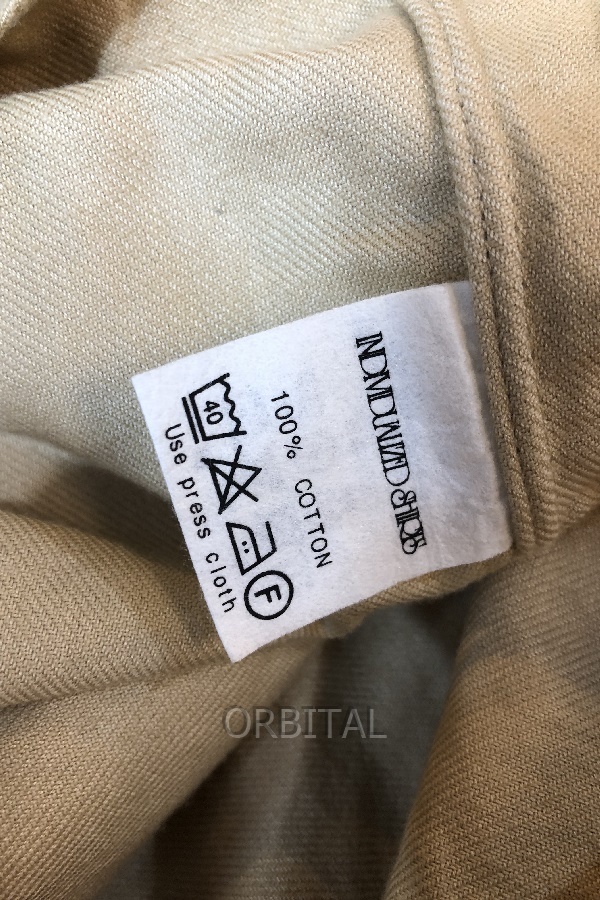 INDIVIDUALIZED SHIRTS
100% COTTON
40
F
Use press cloth
ORBITAL